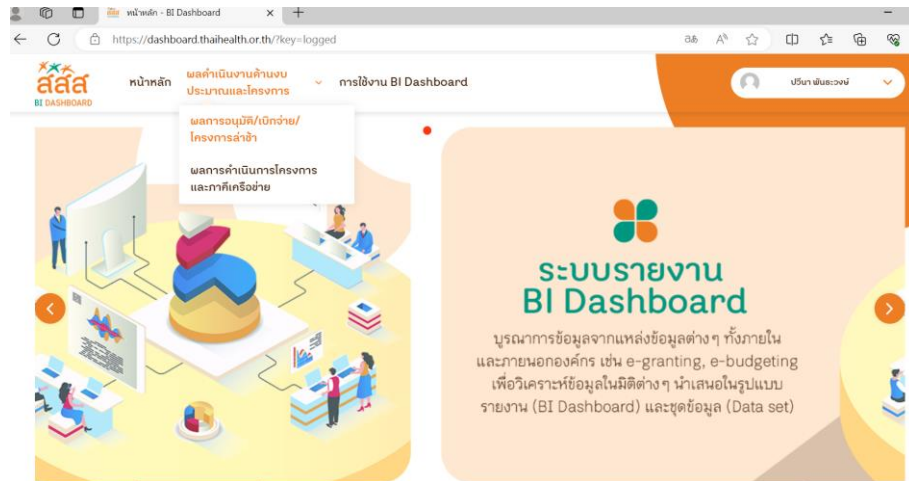 หน้าหลัก - BI Dashboard
https://dashboard.thaihealth.or.th/?key=logged
สสส
BI DASHBOARD
หน้าหลัก
ผลดำเนินงานด้านงบ
ประมาณและโครงการ
การใช้งาน BI Dashboard
ปวีนา พันธะวงษ์
ผลการอนุมัติ/เบิกจ่าย/
โครงการล่าช้า
ผลการดำเนินการโครงการ
และภาคีเครือข่าย
ระบบรายงาน
BI Dashboard
บูรณาการข้อมูลจากแหล่งข้อมูลต่างๆ ทั้งภายใน
และภายนอกองค์กร เช่น e-granting, e-budgeting
เพื่อวิเคราะห์ข้อมูลในมิติต่างๆ นำเสนอในรูปแบบ
รายงาน (BI Dashboard) และชุดข้อมูล (Data set)